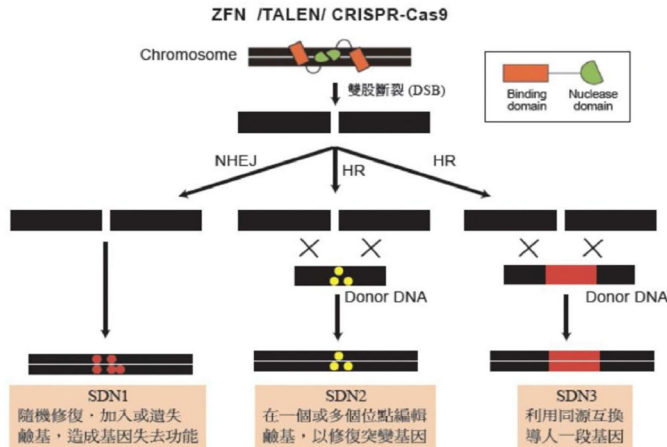 ZFN /TALEN/ CRISPR-Cas9
Chromosome
雙股斷裂 (DSB)
Binding domain
Nuclease domain
NHEJ
HR
HR
Donor DNA
Donor DNA
SDN1
隨機修復，加入或遺失
鹼基，造成基因失去功能
SDN2
在一個或多個位點編輯
鹼基，以修復突變基因
SDN3
利用同源互換
導人一段基因